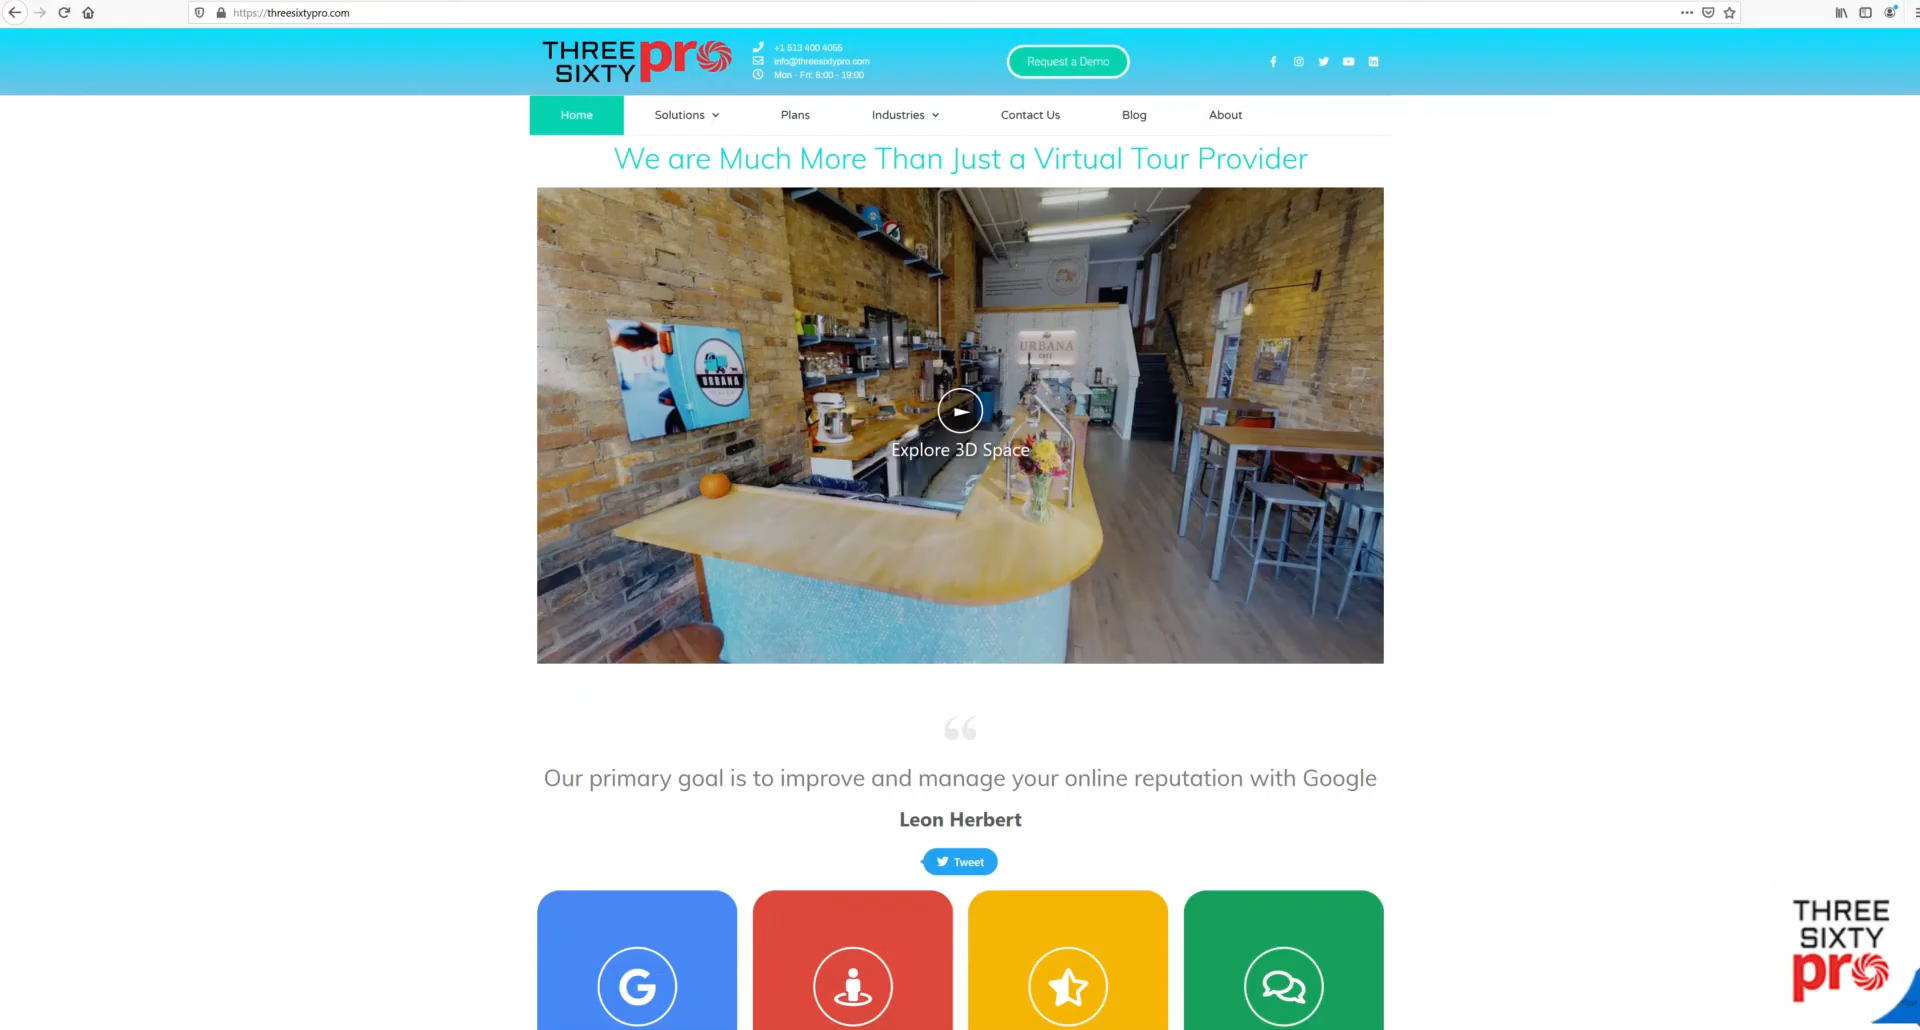 https://threesixtypro.com
THREE
SIXTY
pro
+1 513 400 4055
info@threesixtypro.com
Mon - Fri: 8:00 - 19:00
Request a Demo
Home
Solutions
Plans
Industries
Contact Us
Blog
About
We are Much More Than Just a Virtual Tour Provider
URBANA
URBANA
CAFE
Explore 3D Space
Our primary goal is to improve and manage your online reputation with Google
Leon Herbert
Tweet
THREE
SIXTY
pro